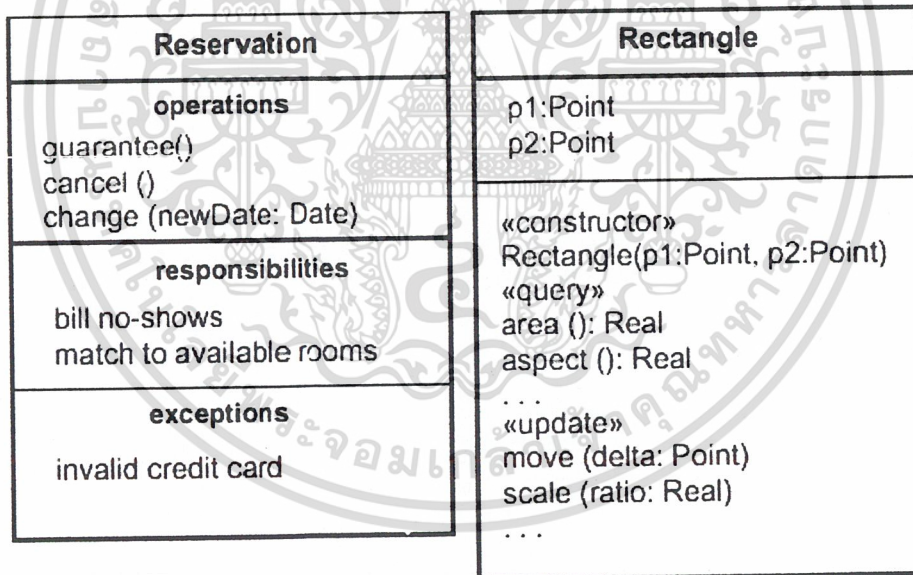 Reservation
operations
guarantee()
cancel ()
change (newDate: Date)
responsibilities
bill no-shows
match to available rooms
exceptions
invalid credit card
Rectangle
p1:Point
p2:Point
«constructor»
Rectangle(p1:Point, p2:Point)
«query»
area (): Real
aspect (): Real
. . .
«update»
move (delta: Point)
scale (ratio: Real)
. . .